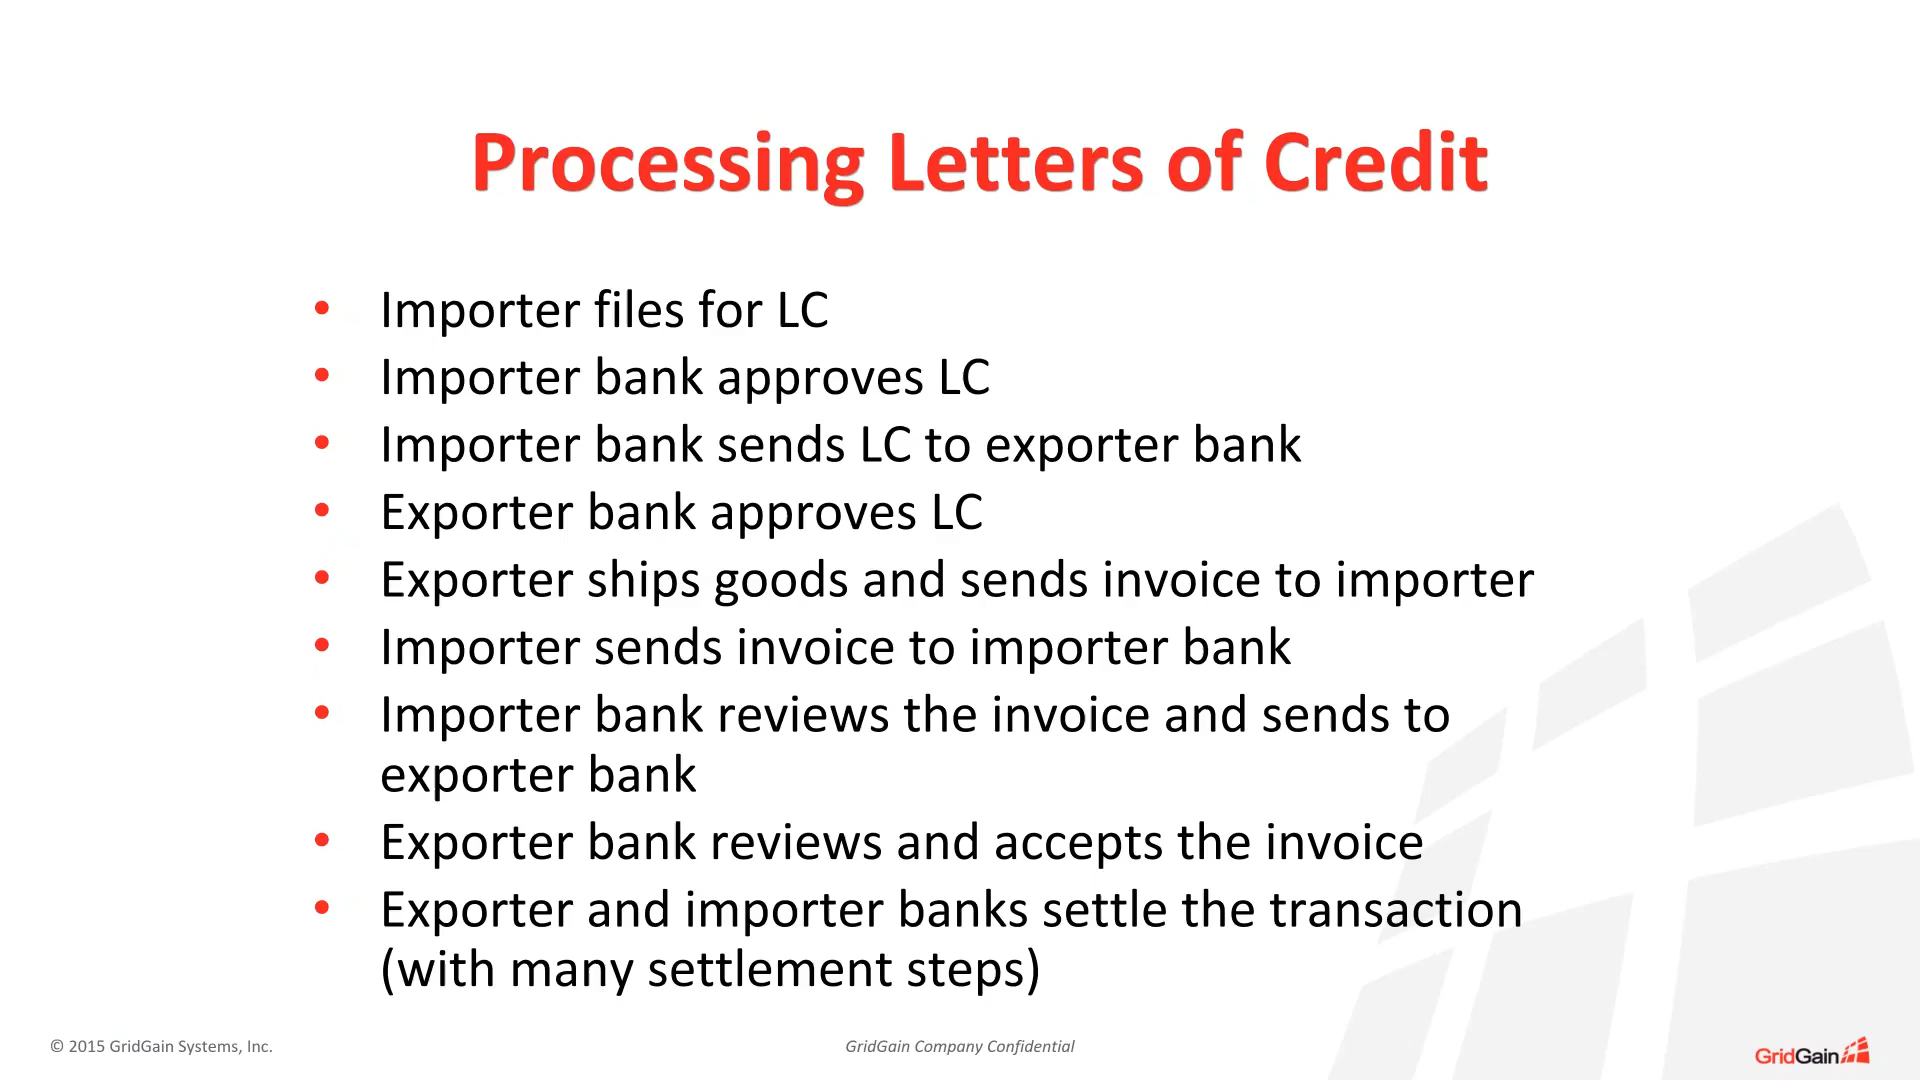 Processing Letters of Credit
• Importer files for LC
• Importer bank approves LC
• Importer bank sends LC to exporter bank
• Exporter bank approves LC
• Exporter ships goods and sends invoice to importer
• Importer sends invoice to importer bank
• Importer bank reviews the invoice and sends to
exporter bank
• Exporter bank reviews and accepts the invoice
• Exporter and importer banks settle the transaction
(with many settlement steps)
© 2015 GridGain Systems, Inc.
GridGain Company Confidential
GridGain